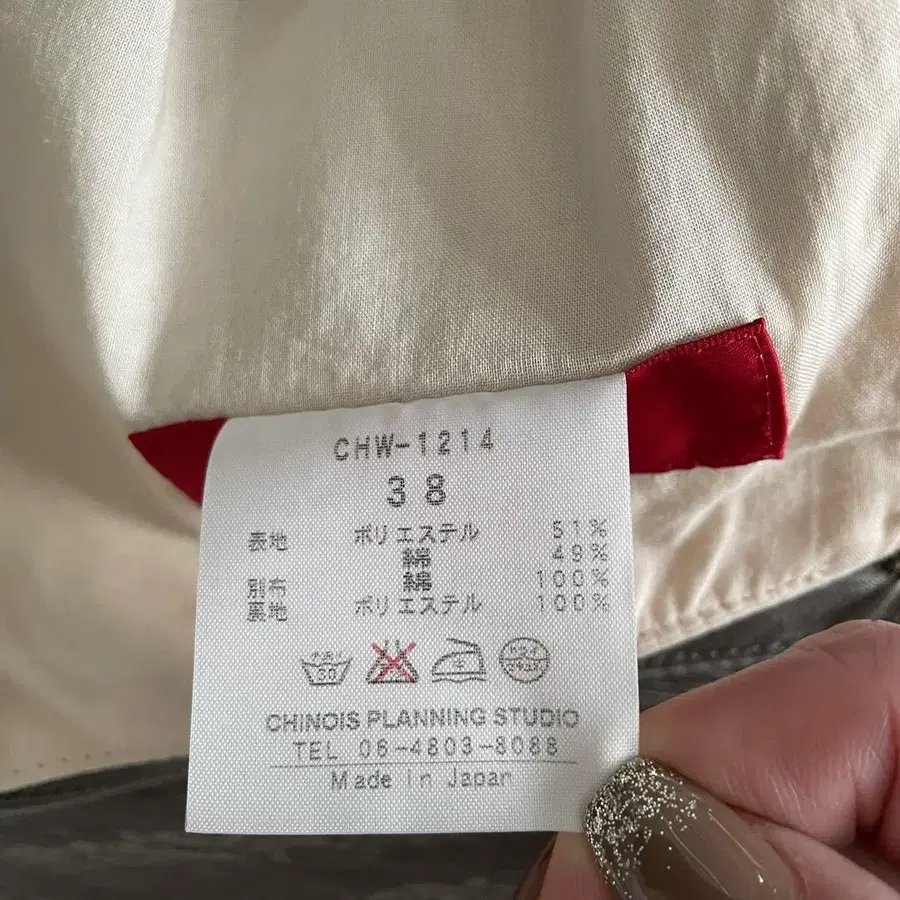 CHW-1214
38
表地 ポリエステル 51%
綿 49%
別布 綿 100%
裏地 ポリエステル 100%
CHINOIS PLANNING STUDIO
TEL 06-4803-8088
Made in Japan